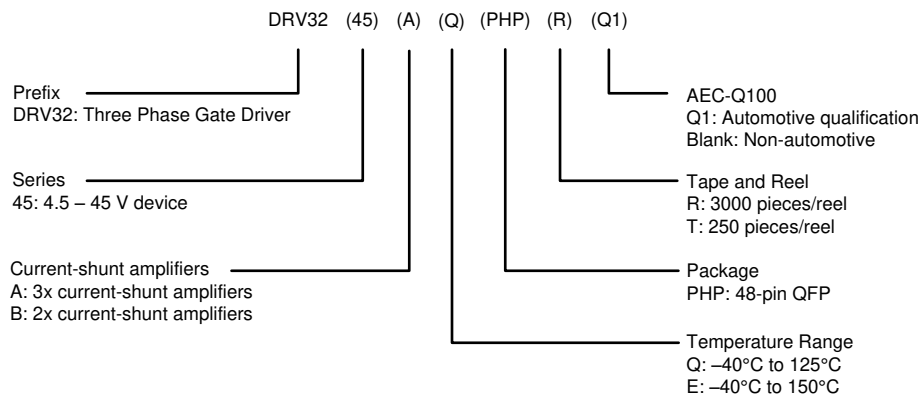 DRV32 (45) (A) (Q) (PHP) (R) (Q1)
Prefix
DRV32: Three Phase Gate Driver
Series
45: 4.5 – 45 V device
Current-shunt amplifiers
A: 3x current-shunt amplifiers
B: 2x current-shunt amplifiers
AEC-Q100
Q1: Automotive qualification
Blank: Non-automotive
Tape and Reel
R: 3000 pieces/reel
T: 250 pieces/reel
Package
PHP: 48-pin QFP
Temperature Range
Q: –40°C to 125°C
E: –40°C to 150°C